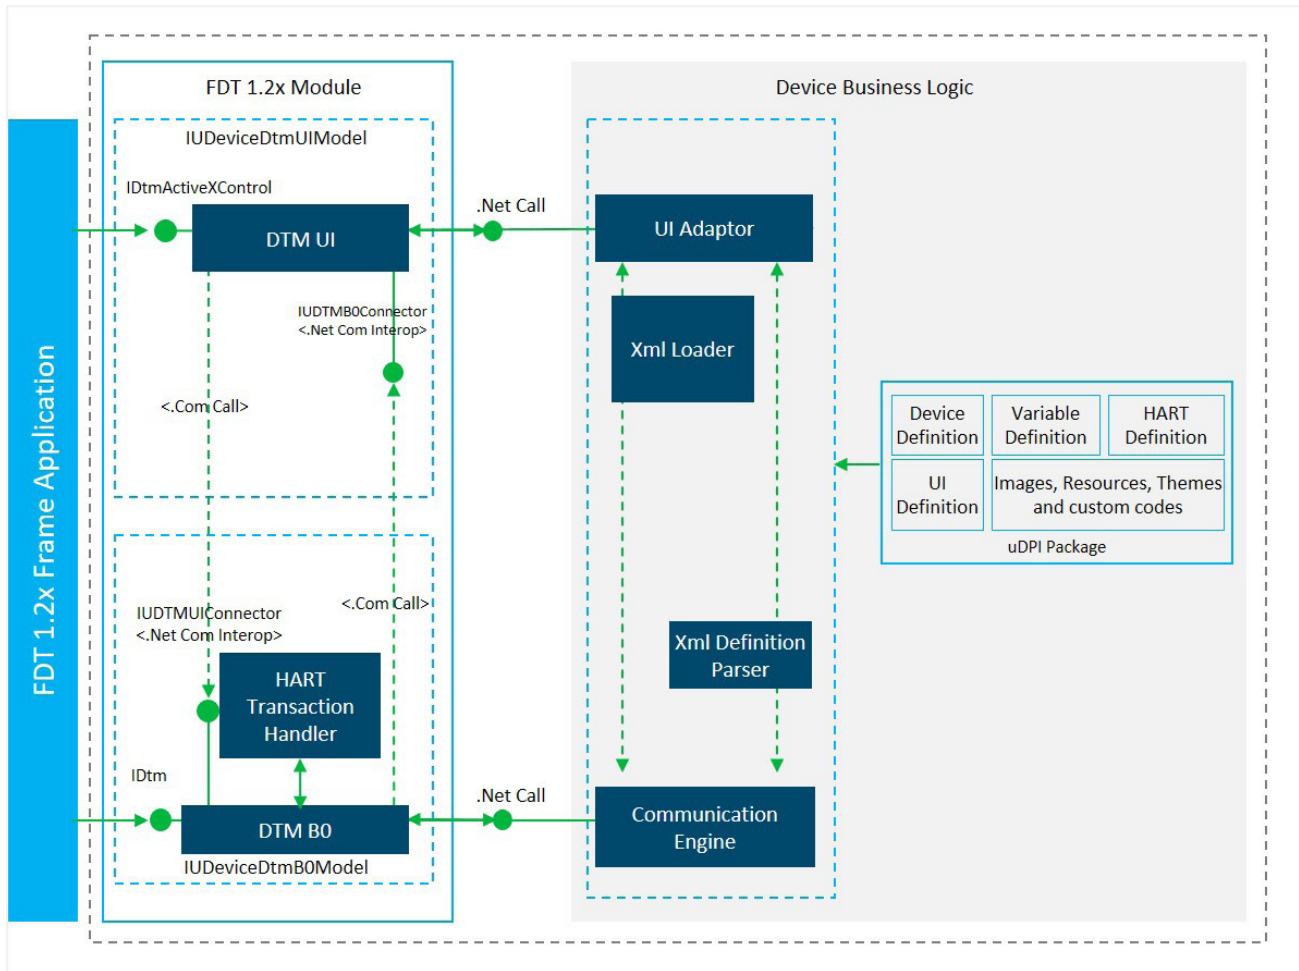 FDT 1.2x Frame Application
FDT 1.2x Module
IUDeviceDtmUIModel
IDtmActiveXControl
DTM UI
IUDTMB0Connector
<.Net Com Interop>
<.Com Call>
<.Com Call>
IUDTMUIConnector
<.Net Com Interop>
HART
Transaction
Handler
IDtm
DTM B0
IUDeviceDtmB0Model
.Net Call
.Net Call
Device Business Logic
UI Adaptor
Xml Loader
Xml Definition
Parser
Communication
Engine
Device
Definition
Variable
Definition
HART
Definition
UI
Definition
Images, Resources, Themes
and custom codes
uDPI Package